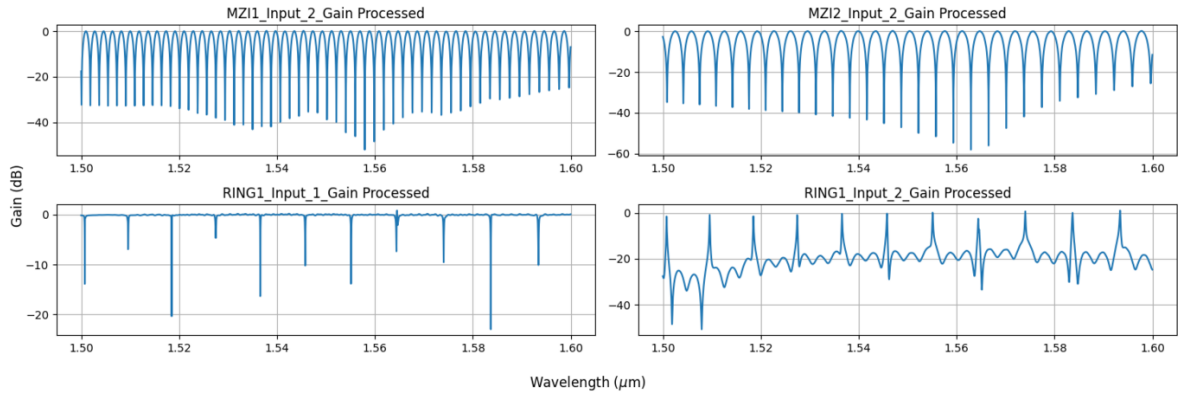 MZI1_Input_2_Gain Processed
MZI2_Input_2_Gain Processed
0
−20
−40
1.50 1.52 1.54 1.56 1.58 1.60
0
−20
−40
−60
1.50 1.52 1.54 1.56 1.58 1.60
Gain (dB)
RING1_Input_1_Gain Processed
RING1_Input_2_Gain Processed
0
−10
−20
1.50 1.52 1.54 1.56 1.58 1.60
0
−20
−40
1.50 1.52 1.54 1.56 1.58 1.60
Wavelength (μm)